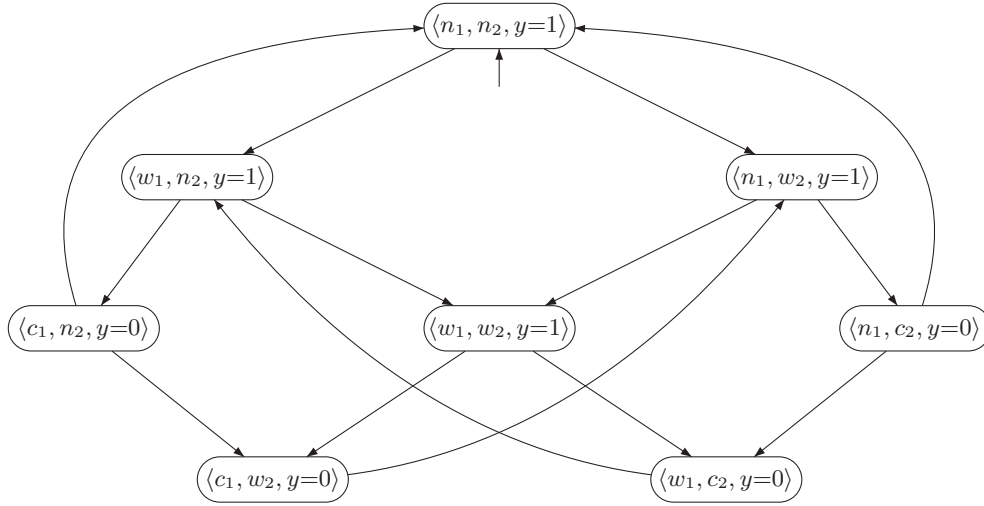 ⟨n₁, n₂, y=1⟩
⟨w₁, n₂, y=1⟩ ⟨n₁, w₂, y=1⟩
⟨c₁, n₂, y=0⟩ ⟨w₁, w₂, y=1⟩ ⟨n₁, c₂, y=0⟩
⟨c₁, w₂, y=0⟩ ⟨w₁, c₂, y=0⟩